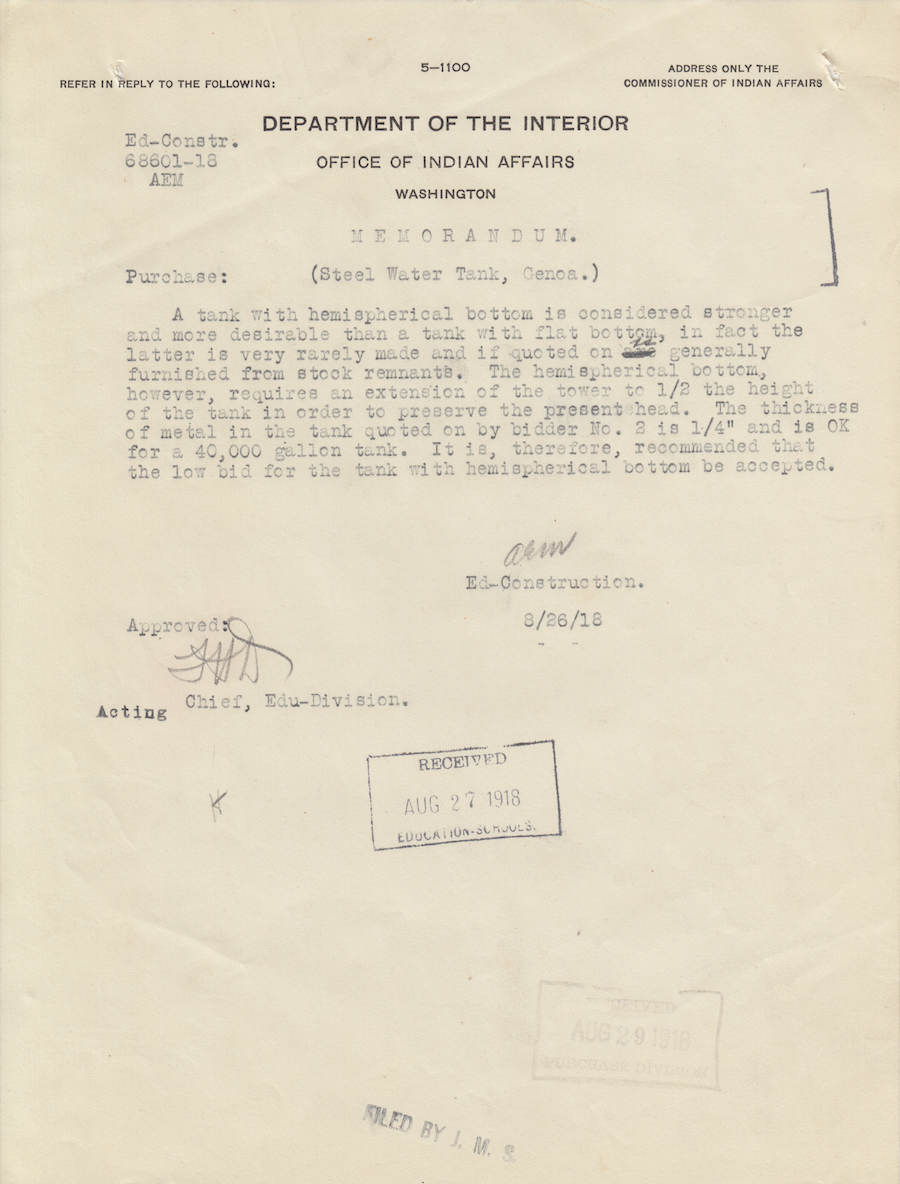 5—1100
REFER IN REPLY TO THE FOLLOWING:
ADDRESS ONLY THE
COMMISSIONER OF INDIAN AFFAIRS
DEPARTMENT OF THE INTERIOR
Ed-Constr.
68601-18
AEM
OFFICE OF INDIAN AFFAIRS
WASHINGTON
M E M O R A N D U M.
Purchase: (Steel Water Tank, Genoa.)
A tank with hemispherical bottom is considered stronger
and more desirable than a tank with flat bottom, in fact the
latter is very rarely made and if quoted on is generally
furnished from stock remnants. The hemispherical bottom,
however, requires an extension of the tower to 1/2 the height
of the tank in order to preserve the present head. The thickness
of metal in the tank quoted on by bidder No. 2 is 1/4" and is OK
for a 40,000 gallon tank. It is, therefore, recommended that
the low bid for the tank with hemispherical bottom be accepted.
aem
Ed-Construction.
8/26/18
Approved:
Acting Chief, Edu-Division.
RECEIVED
AUG 27 1918
EDUCATION-SCHOOLS.
RECEIVED
AUG 29 1918
PURCHASE DIVISION
FILED BY J. M. S.